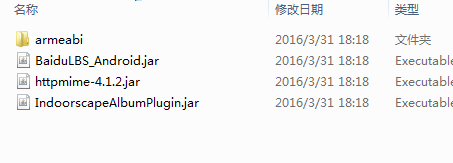 名称 修改日期 类型
armeabi 2016/3/31 18:18 文件夹
BaiduLBS_Android.jar 2016/3/31 18:18 Executable
httpmime-4.1.2.jar 2016/3/31 18:18 Executable
IndoorscapeAlbumPlugin.jar 2016/3/31 18:18 Executable